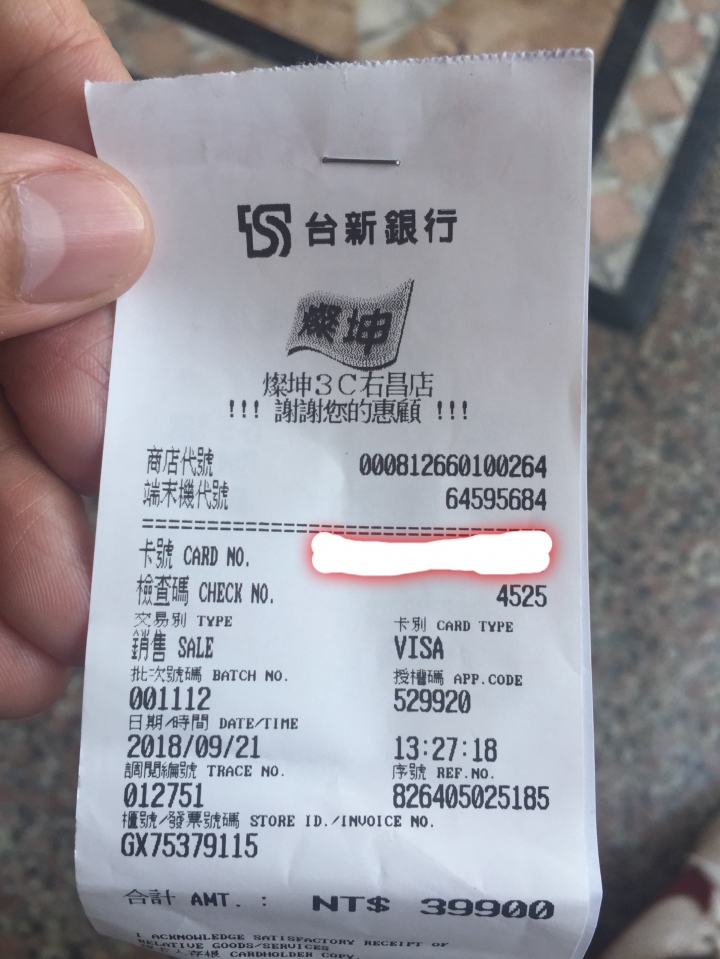 台新銀行
燦坤
燦坤3C右昌店
!!! 謝謝您的惠顧 !!!
商店代號 000812660100264
端末機代號 64595684
卡號 CARD NO.
檢查碼 CHECK NO. 4525
交易別 TYPE 卡別 CARD TYPE
銷售 SALE VISA
批次號碼 BATCH NO. 授權碼 APP.CODE
001112 529920
日期/時間 DATE/TIME
2018/09/21 13:27:18
調閱編號 TRACE NO. 序號 REF.NO.
012751 826405025185
櫃號/發票號碼 STORE ID./INVOICE NO.
GX75379115
合計 AMT. : NT$ 39900
I ACKNOWLEDGE SATISFACTORY RECEIPT OF
RELATIVE GOODS/SERVICES
存根 CARDHOLDER COPY